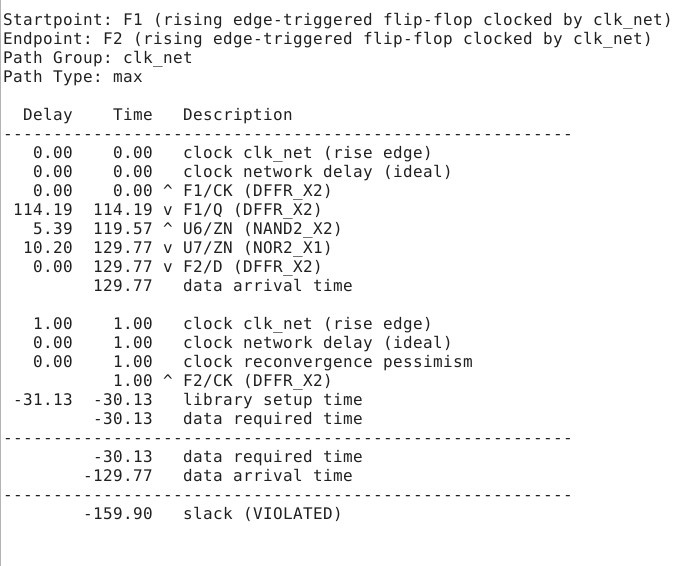 Startpoint: F1 (rising edge-triggered flip-flop clocked by clk_net)
Endpoint: F2 (rising edge-triggered flip-flop clocked by clk_net)
Path Group: clk_net
Path Type: max

  Delay    Time   Description
---------------------------------------------------------
   0.00    0.00   clock clk_net (rise edge)
   0.00    0.00   clock network delay (ideal)
   0.00    0.00 ^ F1/CK (DFFR_X2)
 114.19  114.19 v F1/Q (DFFR_X2)
   5.39  119.57 ^ U6/ZN (NAND2_X2)
  10.20  129.77 v U7/ZN (NOR2_X1)
   0.00  129.77 v F2/D (DFFR_X2)
         129.77   data arrival time

   1.00    1.00   clock clk_net (rise edge)
   0.00    1.00   clock network delay (ideal)
   0.00    1.00   clock reconvergence pessimism
           1.00 ^ F2/CK (DFFR_X2)
 -31.13  -30.13   library setup time
         -30.13   data required time
---------------------------------------------------------
         -30.13   data required time
        -129.77   data arrival time
---------------------------------------------------------
        -159.90   slack (VIOLATED)